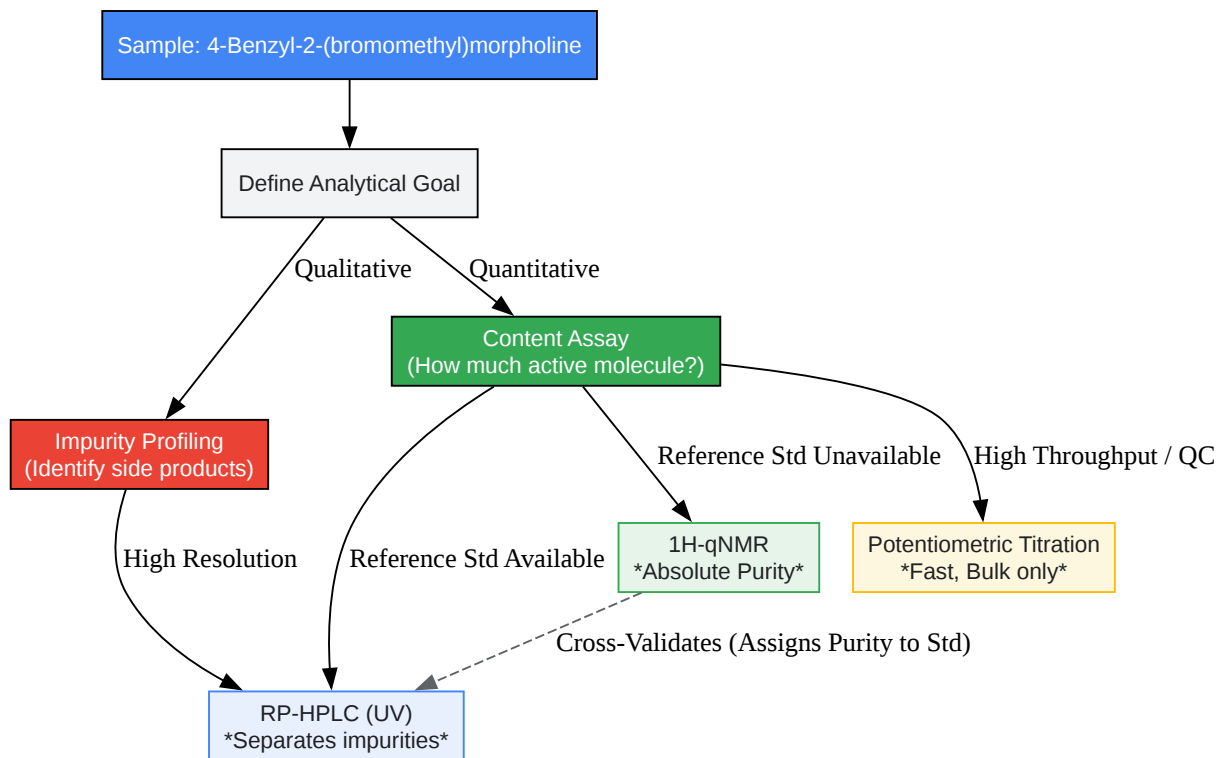 Sample: 4-Benzyl-2-(bromomethyl)morpholine
Define Analytical Goal
Qualitative
Quantitative
Content Assay
(How much active molecule?)
Impurity Profiling
(Identify side products)
Reference Std Unavailable
High Throughput / QC
High Resolution
Reference Std Available
1H-qNMR
*Absolute Purity*
Potentiometric Titration
*Fast, Bulk only*
Cross-Validates (Assigns Purity to Std)
RP-HPLC (UV)
*Separates impurities*